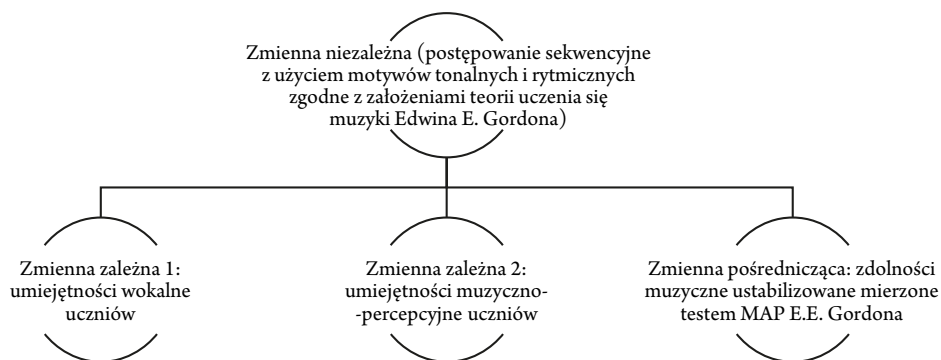 Zmienna niezależna (postępowanie sekwencyjne
z użyciem motywów tonalnych i rytmicznych
zgodne z założeniami teorii uczenia się
muzyki Edwina E. Gordona)
Zmienna zależna 1:
umiejętności wokalne
uczniów
Zmienna zależna 2:
umiejętności muzyczno-
-percepcyjne uczniów
Zmienna pośrednicząca: zdolności
muzyczne ustabilizowane mierzone
testem MAP E.E. Gordona